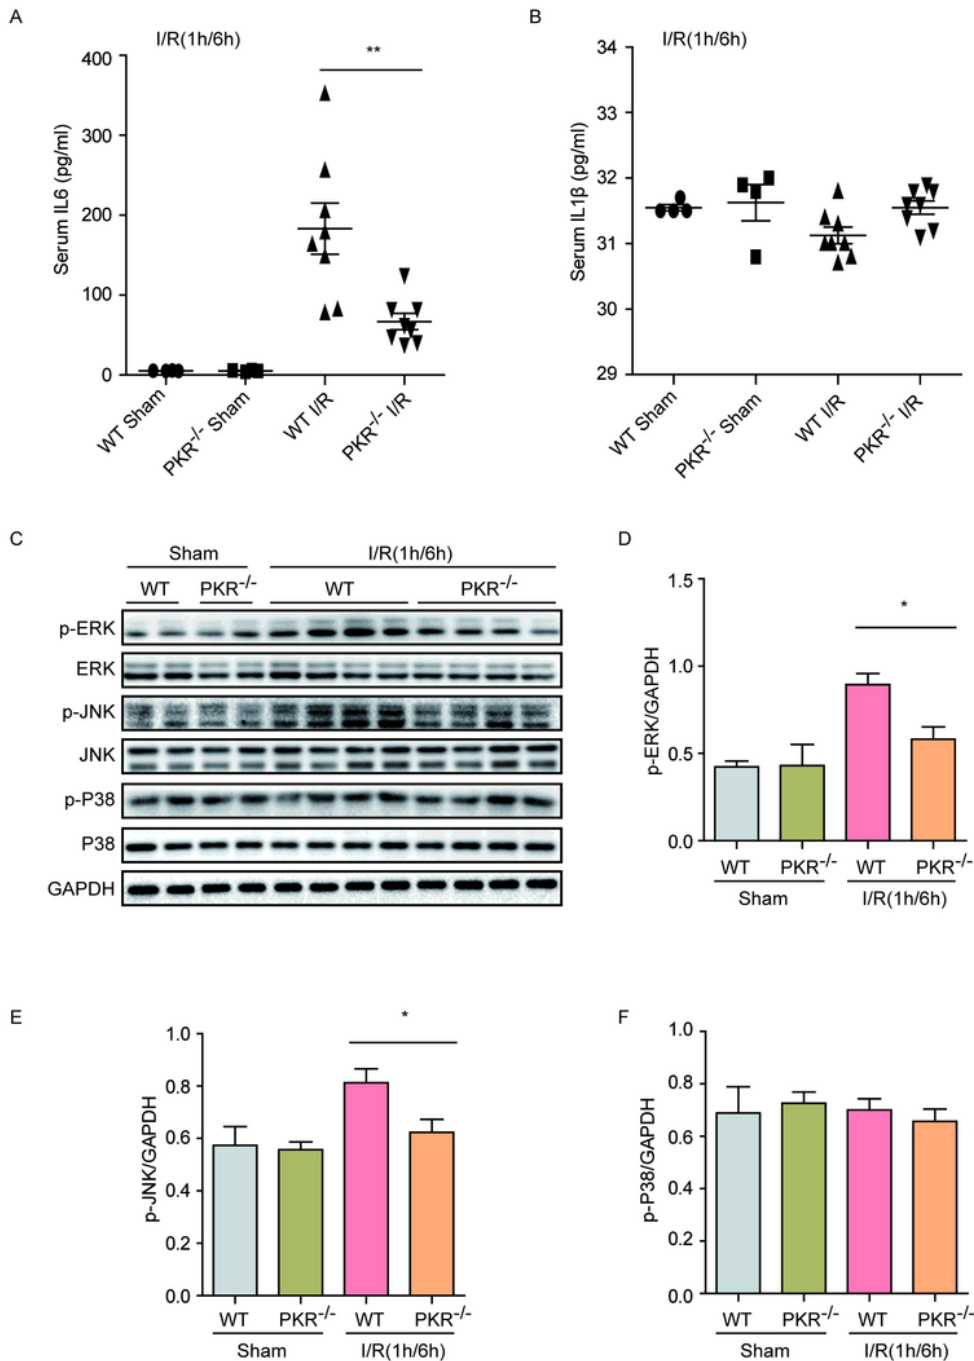 A
I/R(1h/6h)
**
Serum IL6 (pg/ml)
400
300
200
100
0
WT Sham
PKR-/- Sham
WT I/R
PKR-/- I/R
B
I/R(1h/6h)
Serum IL1β (pg/ml)
34
33
32
31
30
29
WT Sham
PKR-/- Sham
WT I/R
PKR-/- I/R
C
Sham I/R(1h/6h)
WT PKR-/- WT PKR-/-
p-ERK
ERK
p-JNK
JNK
p-P38
P38
GAPDH
D
*
p-ERK/GAPDH
1.5
1.0
0.5
0.0
WT PKR-/- WT PKR-/-
Sham I/R(1h/6h)
E
*
p-JNK/GAPDH
1.0
0.8
0.6
0.4
0.2
0.0
WT PKR-/- WT PKR-/-
Sham I/R(1h/6h)
F
p-P38/GAPDH
1.0
0.8
0.6
0.4
0.2
0.0
WT PKR-/- WT PKR-/-
Sham I/R(1h/6h)